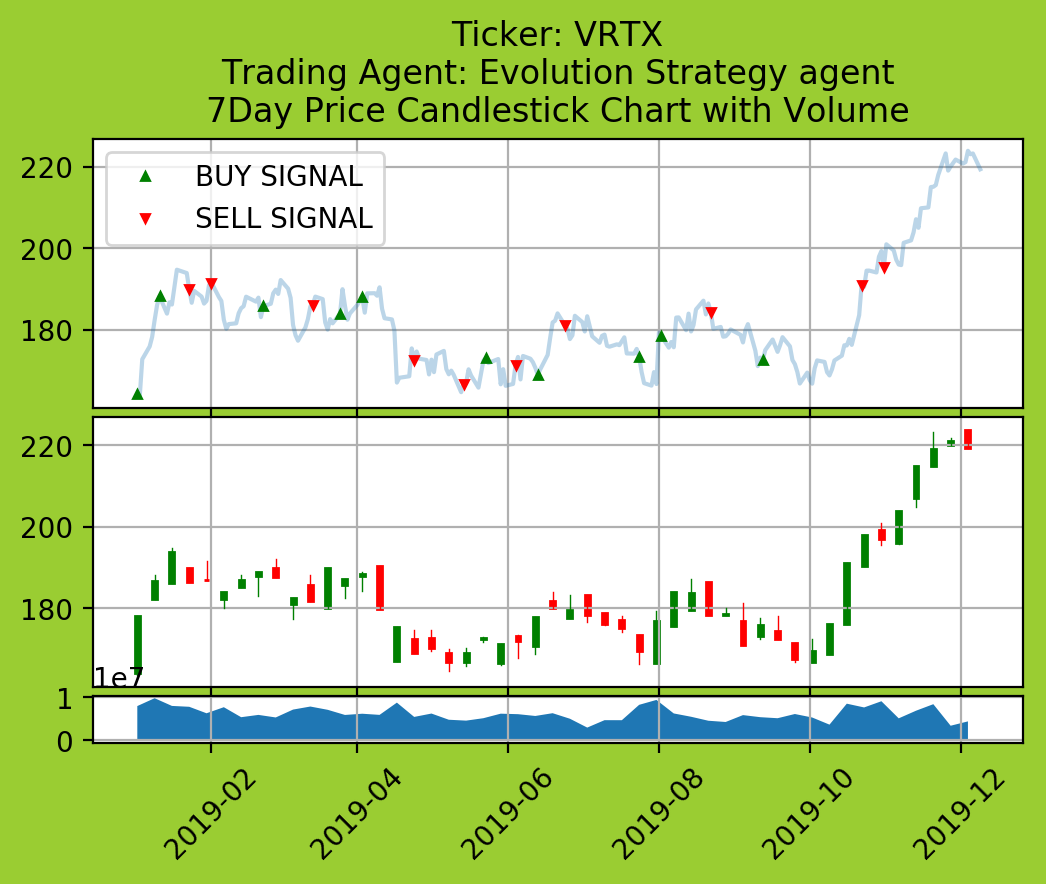 Ticker: VRTX
Trading Agent: Evolution Strategy agent
7Day Price Candlestick Chart with Volume
BUY SIGNAL
SELL SIGNAL
220
200
180
220
200
180
1e7
1
0
2019-02 2019-04 2019-06 2019-08 2019-10 2019-12